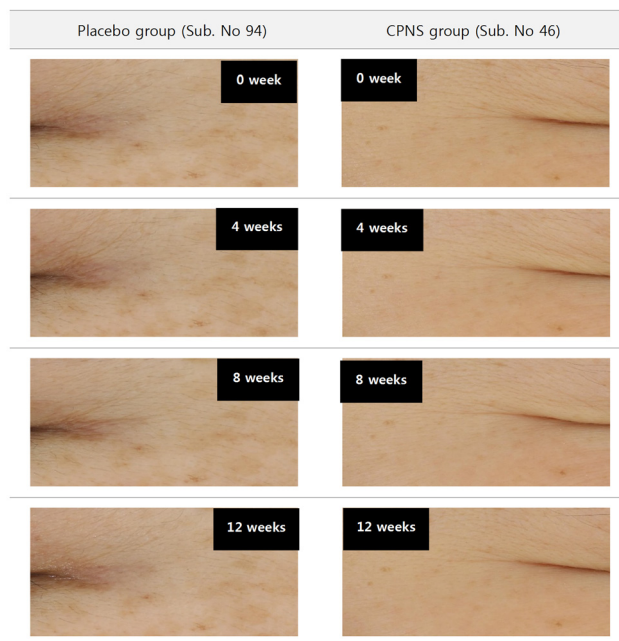 Placebo group (Sub. No 94) CPNS group (Sub. No 46)
0 week 0 week
4 weeks 4 weeks
8 weeks 8 weeks
12 weeks 12 weeks